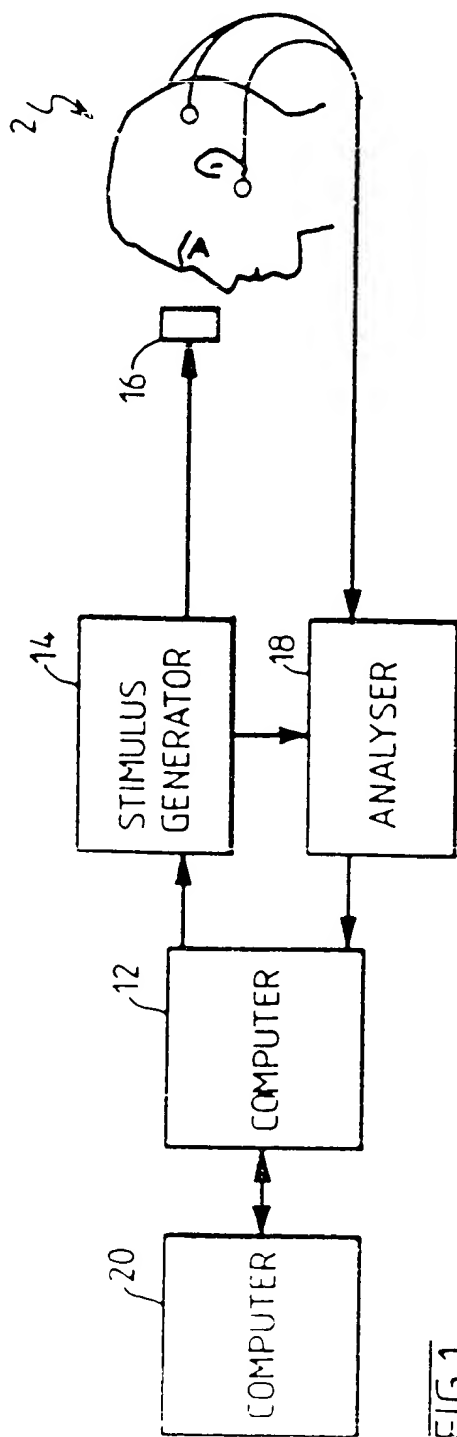 2
16
14
STIMULUS
GENERATOR
18
ANALYSER
12
COMPUTER
20
COMPUTER
FIG 1